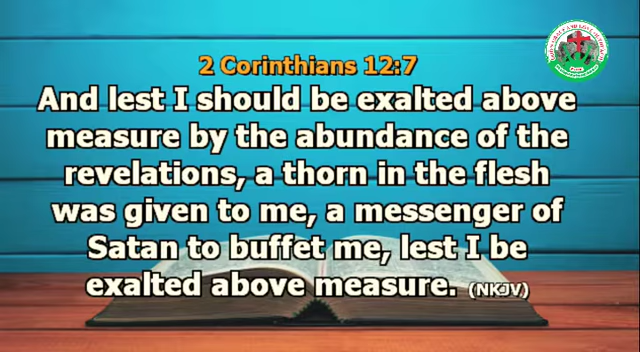 2 Corinthians 12:7
And lest I should be exalted above
measure by the abundance of the
revelations, a thorn in the flesh
was given to me, a messenger of
Satan to buffet me, lest I be
exalted above measure. (NKJV)